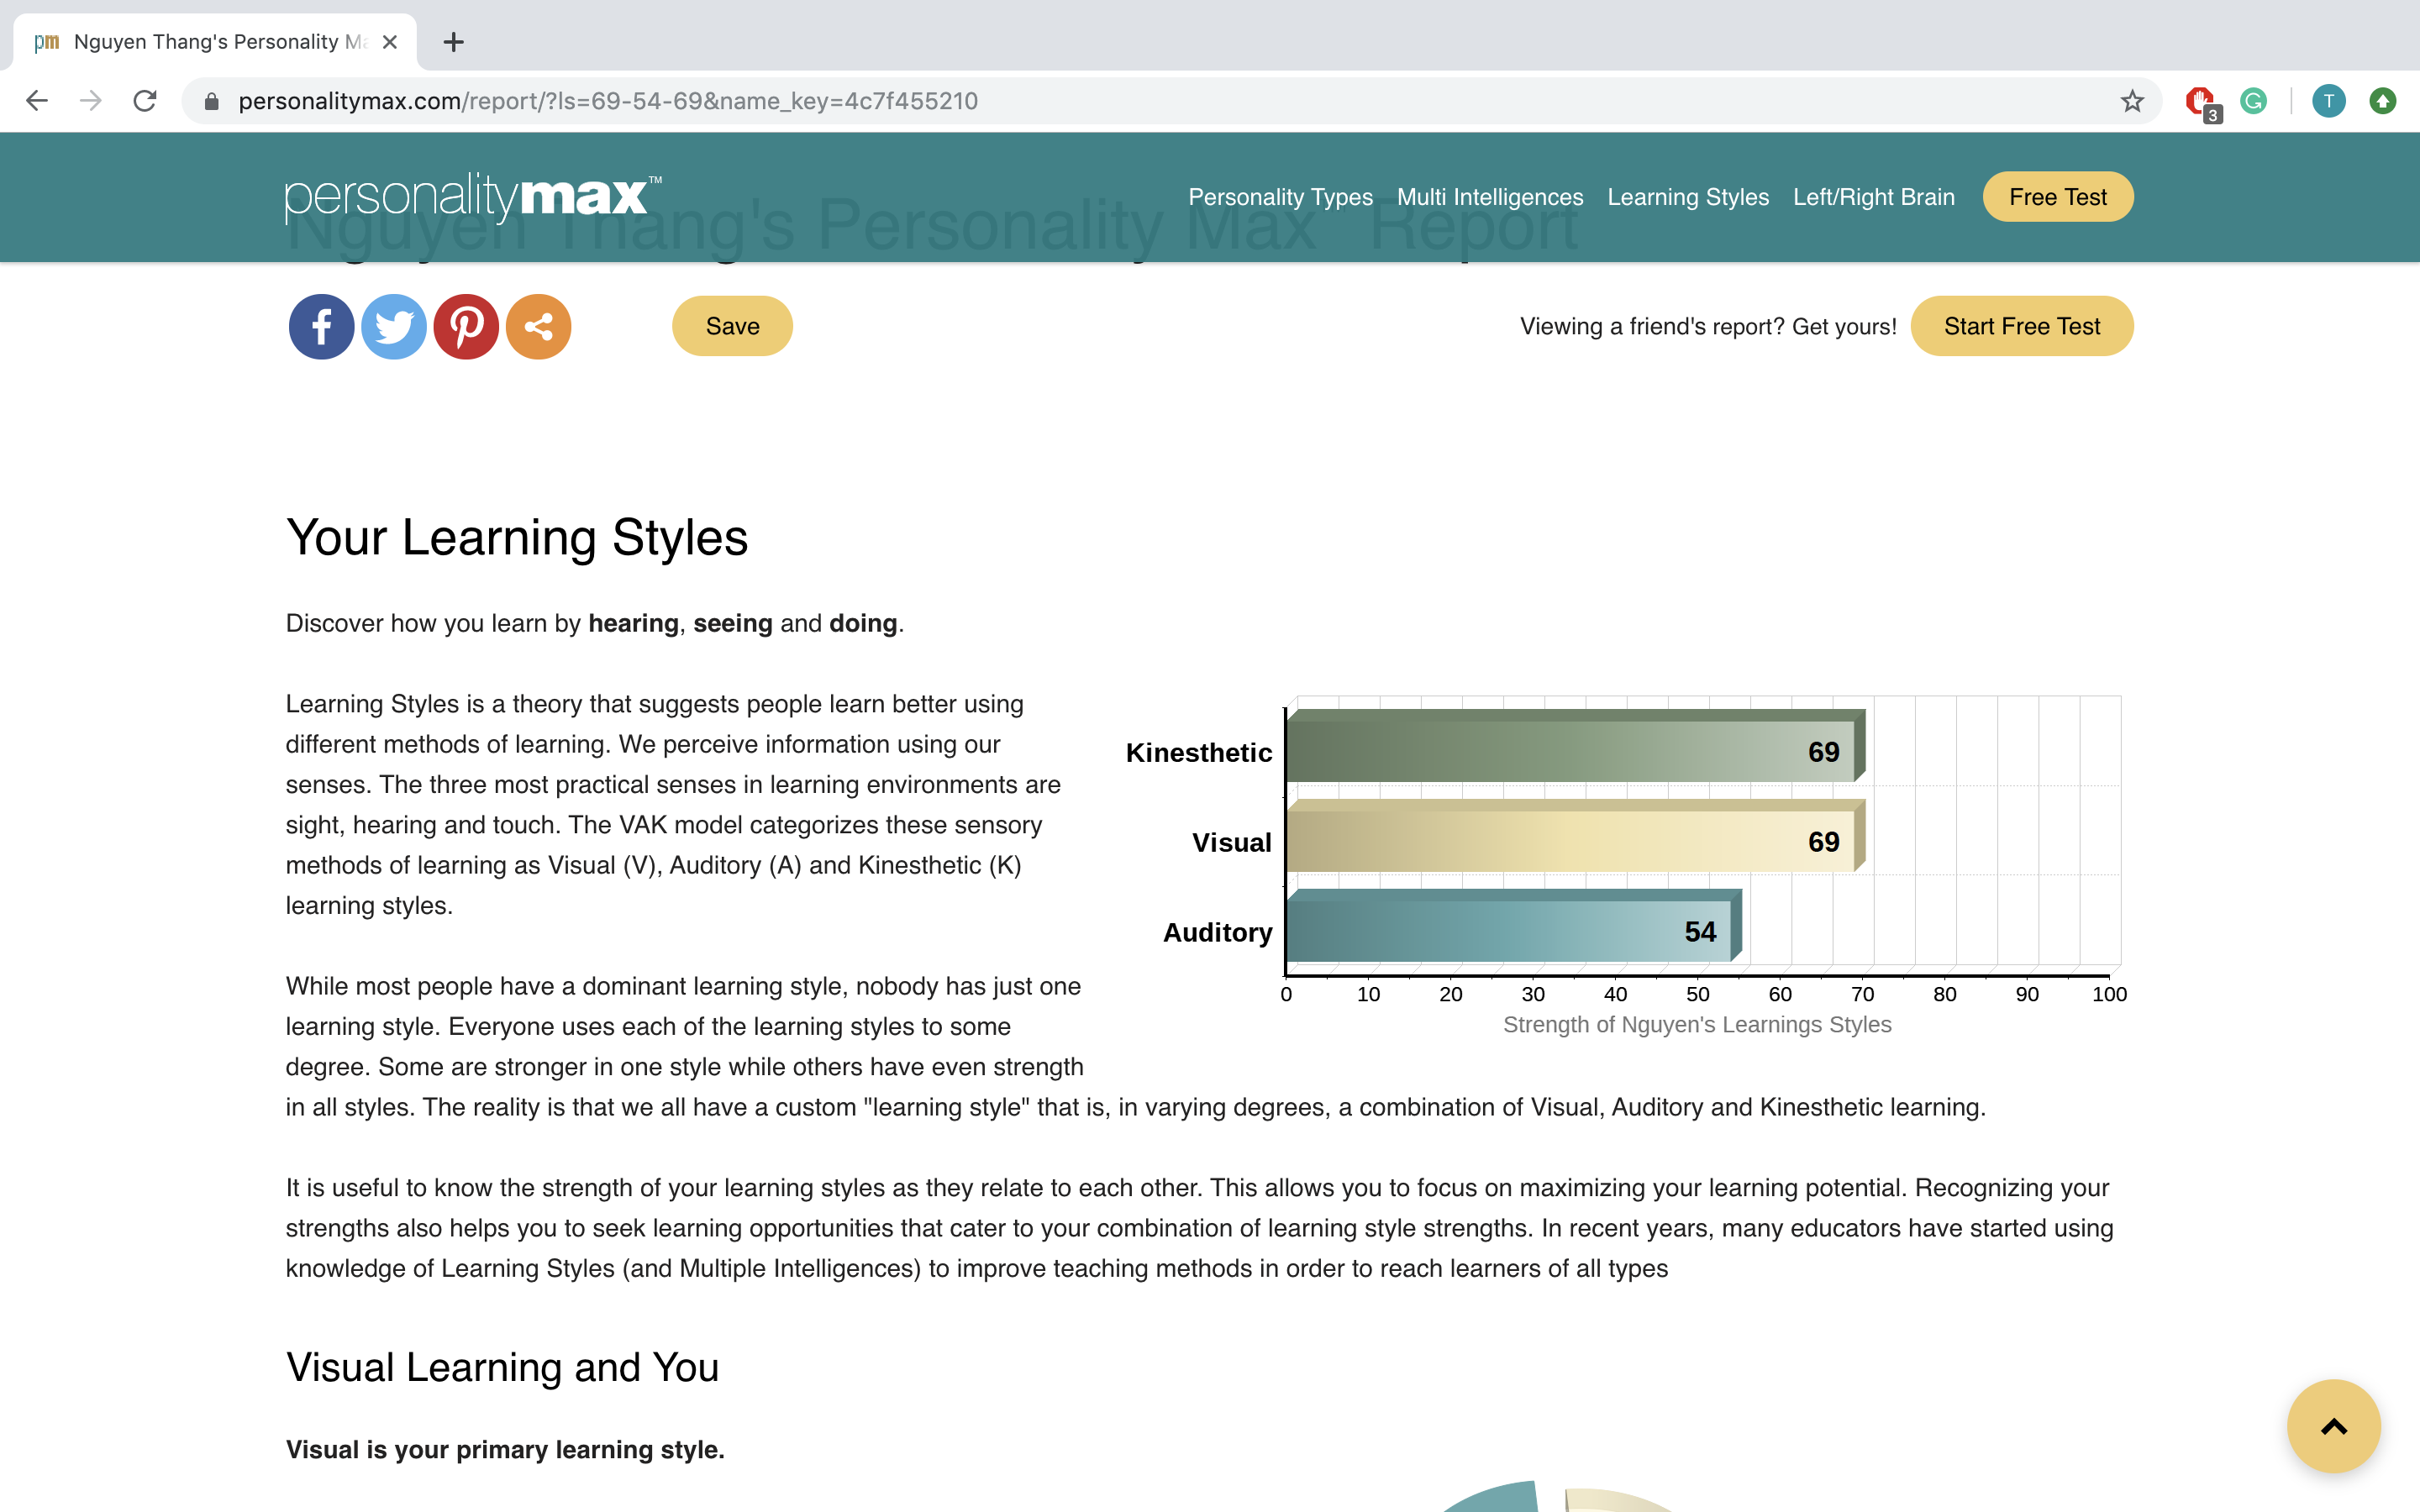 pm Nguyen Thang's Personality Ma
personalitymax.com/report/?ls=69-54-69&name_key=4c7f455210
3
T
personalitymax™
Personality Types Multi Intelligences Learning Styles Left/Right Brain Free Test
Nguyen Thang's Personality Max Report
Save
Viewing a friend's report? Get yours! Start Free Test
Your Learning Styles
Discover how you learn by hearing, seeing and doing.
Learning Styles is a theory that suggests people learn better using
different methods of learning. We perceive information using our
senses. The three most practical senses in learning environments are
sight, hearing and touch. The VAK model categorizes these sensory
methods of learning as Visual (V), Auditory (A) and Kinesthetic (K)
learning styles.
Kinesthetic 69
Visual 69
Auditory 54
0 10 20 30 40 50 60 70 80 90 100
Strength of Nguyen's Learnings Styles
While most people have a dominant learning style, nobody has just one
learning style. Everyone uses each of the learning styles to some
degree. Some are stronger in one style while others have even strength
in all styles. The reality is that we all have a custom "learning style" that is, in varying degrees, a combination of Visual, Auditory and Kinesthetic learning.
It is useful to know the strength of your learning styles as they relate to each other. This allows you to focus on maximizing your learning potential. Recognizing your
strengths also helps you to seek learning opportunities that cater to your combination of learning style strengths. In recent years, many educators have started using
knowledge of Learning Styles (and Multiple Intelligences) to improve teaching methods in order to reach learners of all types
Visual Learning and You
Visual is your primary learning style.